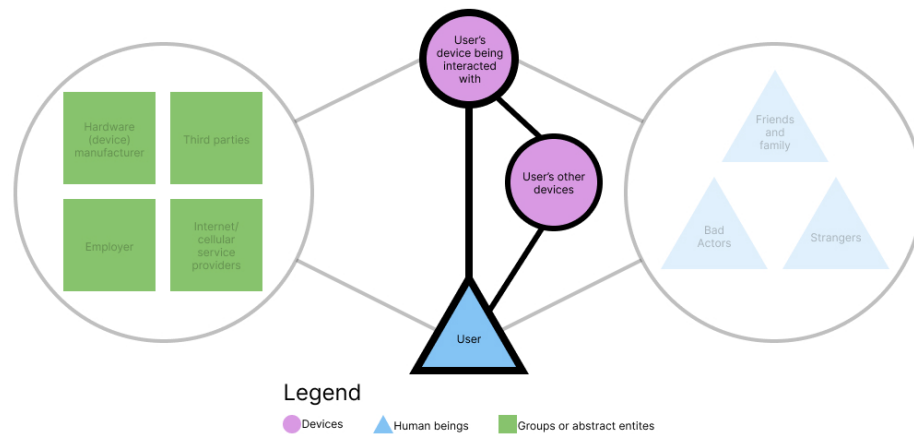 User's
device being
interacted
with
Hardware
(device)
manufacturer
Third parties
Employer
Internet/
cellular
service
providers
User's other
devices
User
Friends
and
family
Bad
Actors
Strangers
Legend
Devices
Human beings
Groups or abstract entites